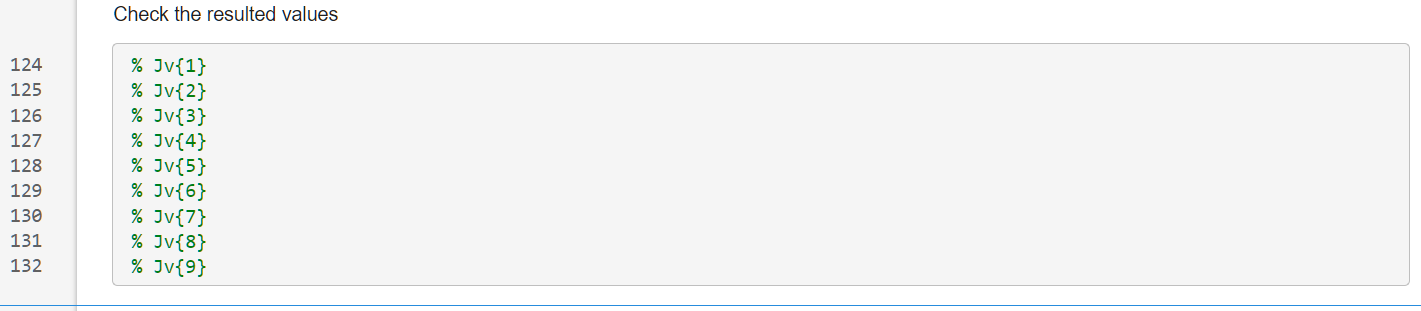 Check the resulted values
124 % Jv{1}
125 % Jv{2}
126 % Jv{3}
127 % Jv{4}
128 % Jv{5}
129 % Jv{6}
130 % Jv{7}
131 % Jv{8}
132 % Jv{9}